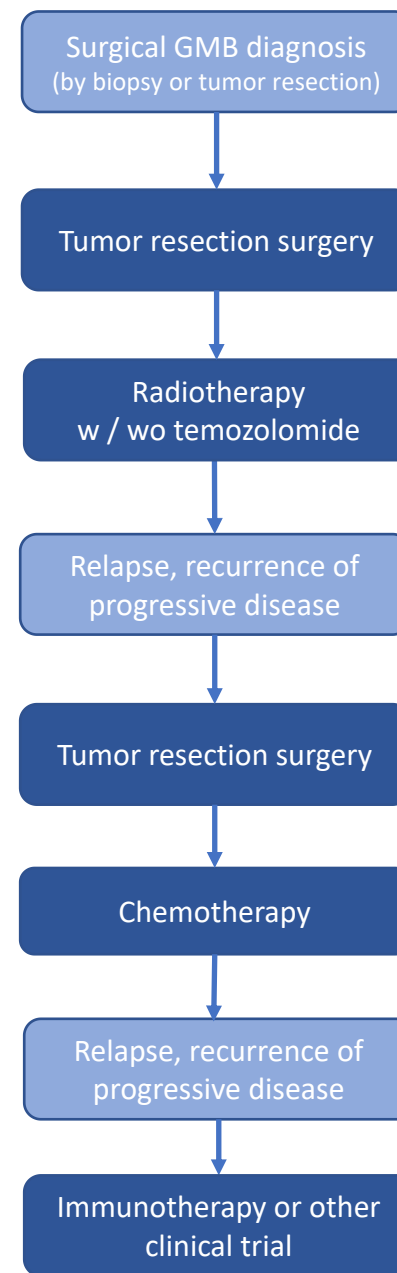 Surgical GMB diagnosis
(by biopsy or tumor resection)
Tumor resection surgery
Radiotherapy
w / wo temozolomide
Relapse, recurrence of
progressive disease
Tumor resection surgery
Chemotherapy
Relapse, recurrence of
progressive disease
Immunotherapy or other
clinical trial